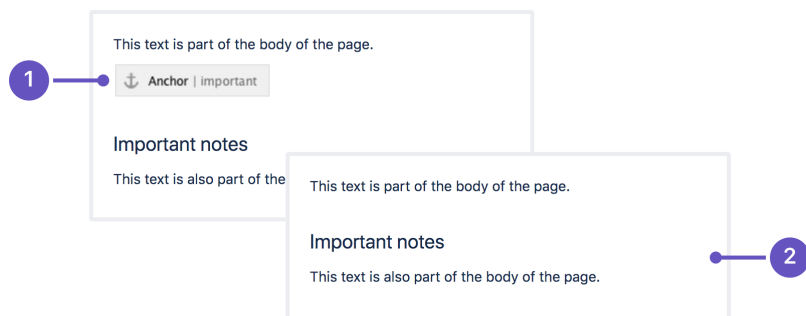 This text is part of the body of the page.
1
Anchor | important
Important notes
This text is also part of the
This text is part of the body of the page.
Important notes
2
This text is also part of the body of the page.